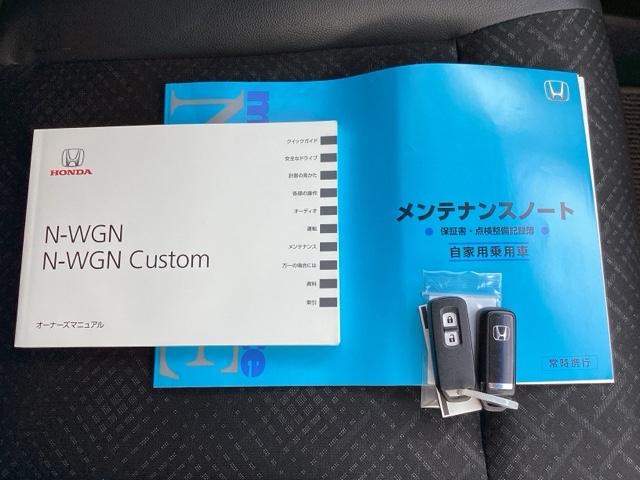 HONDA
N-WGN
N-WGN Custom
オーナーズマニュアル
クイックガイド
安全なドライブ
計器の見かた
各部の操作
オーディオ
運転
メンテナンス
万一の場合には
資料
索引
メンテナンスノート
保証書・点検整備記録簿
自家用乗用車
常時携行